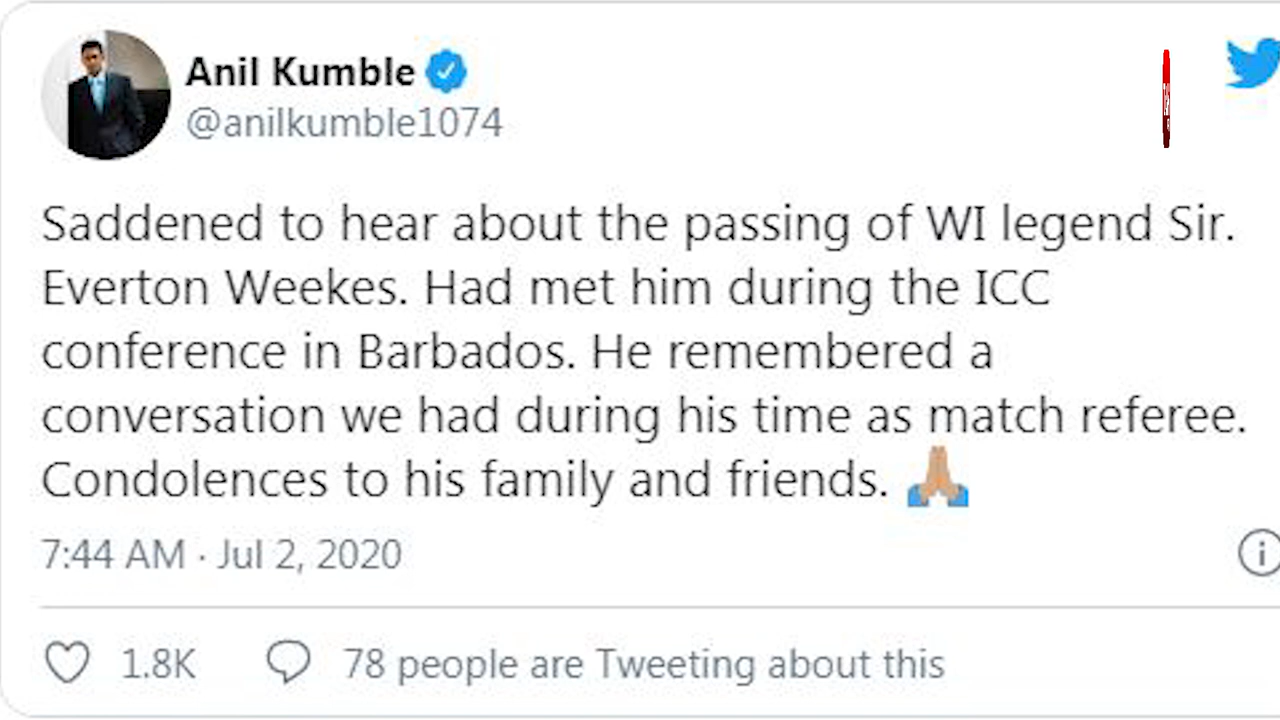 Anil Kumble
@anilkumble1074
Saddened to hear about the passing of WI legend Sir.
Everton Weekes. Had met him during the ICC
conference in Barbados. He remembered a
conversation we had during his time as match referee.
Condolences to his family and friends. 🙏🏽
7:44 AM · Jul 2, 2020
1.8K 78 people are Tweeting about this